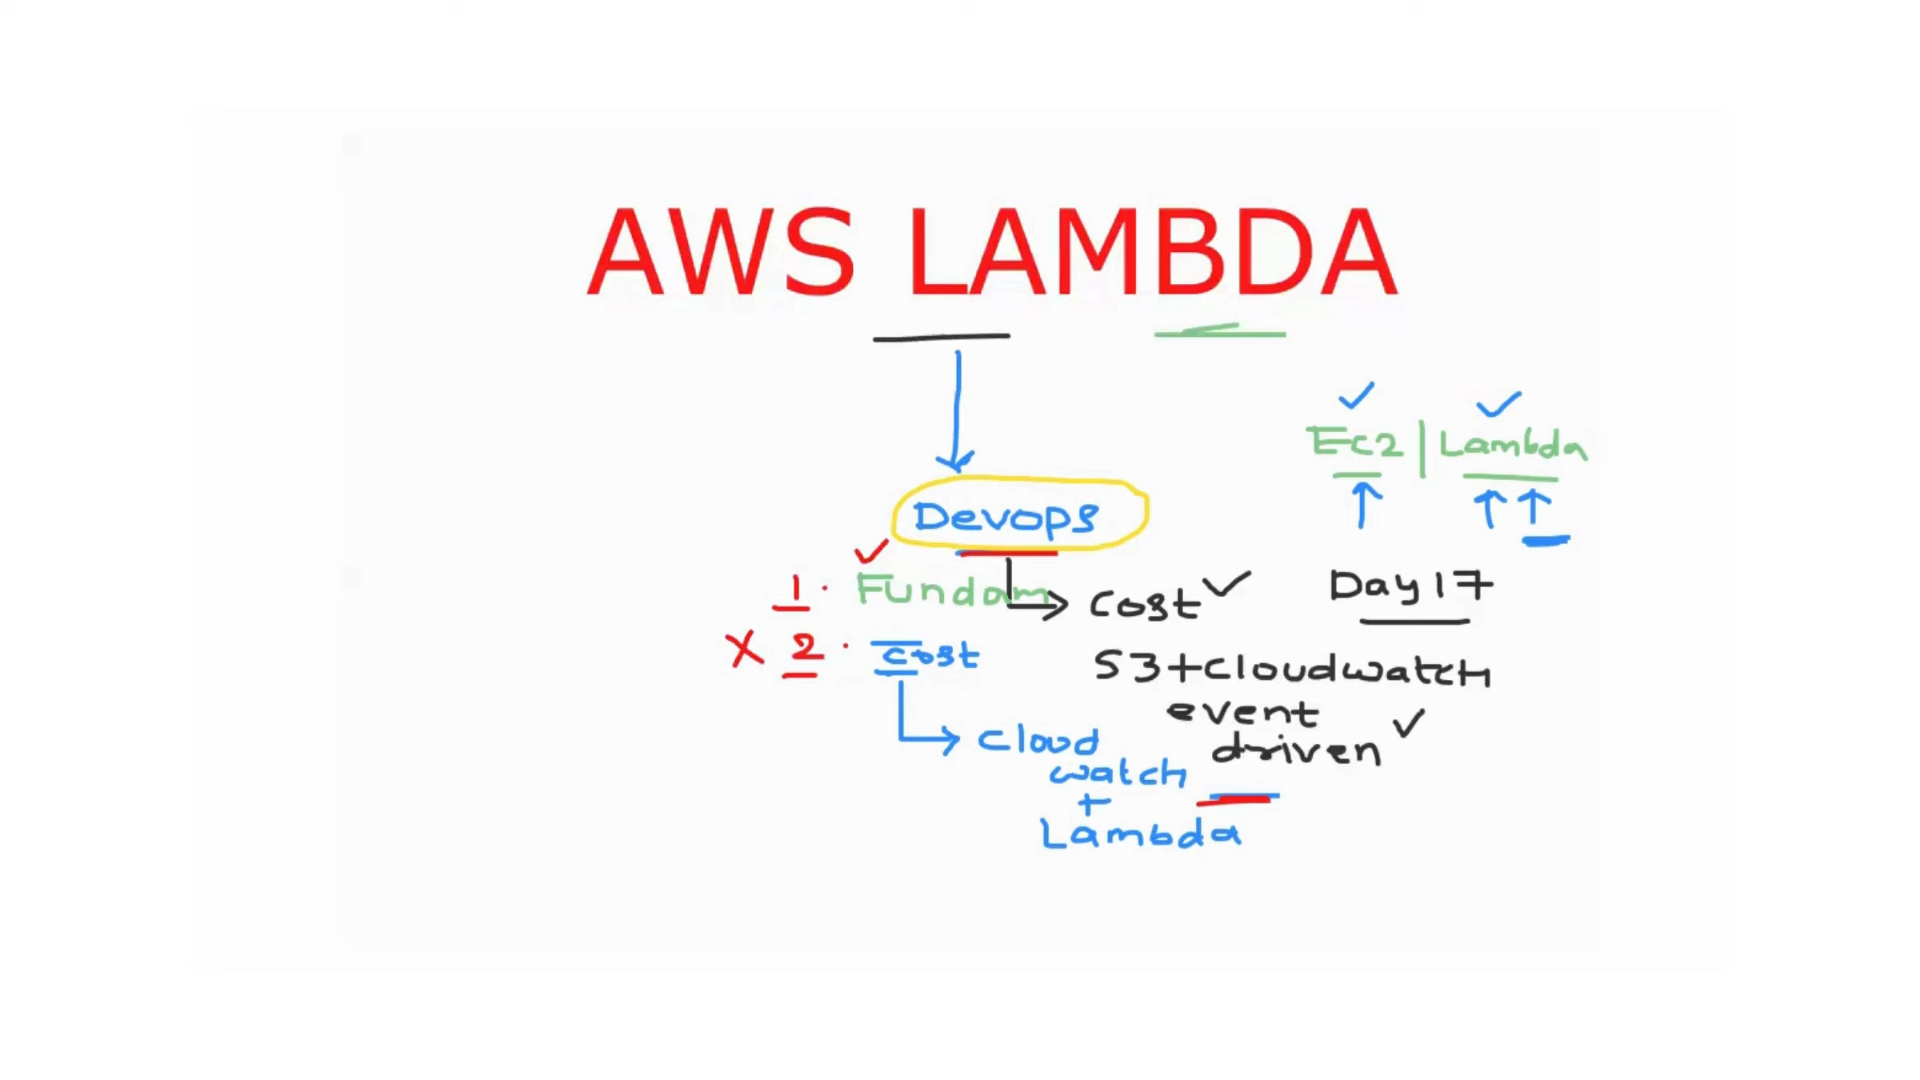 AWS LAMBDA
Ec2 | Lambda
Devops
1. Fundam
Cost
Day 17
2. Cost
S3+cloudwatch
event
driven
Cloud
watch
+
Lambda